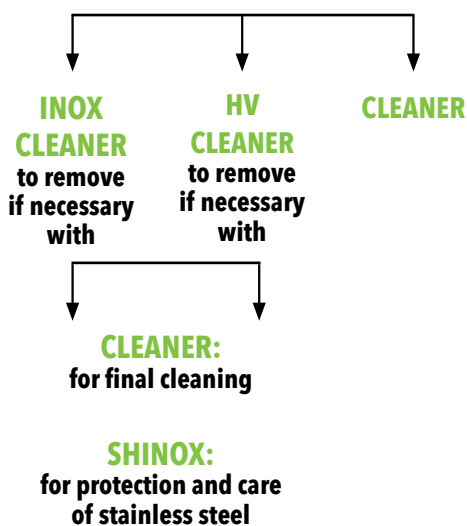 INOX
CLEANER
to remove
if necessary
with
HV
CLEANER
to remove
if necessary
with
CLEANER
CLEANER:
for final cleaning
SHINOX:
for protection and care
of stainless steel